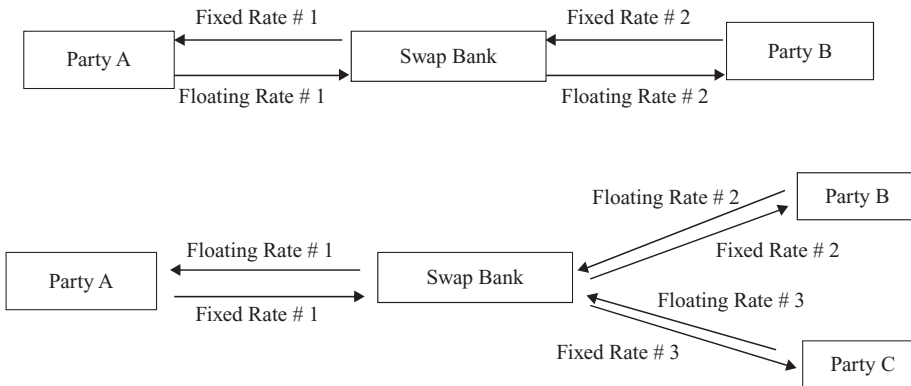 Fixed Rate # 1
Fixed Rate # 2
Party A
Swap Bank
Party B
Floating Rate # 1
Floating Rate # 2
Floating Rate # 2
Party B
Floating Rate # 1
Fixed Rate # 2
Party A
Swap Bank
Fixed Rate # 1
Floating Rate # 3
Fixed Rate # 3
Party C